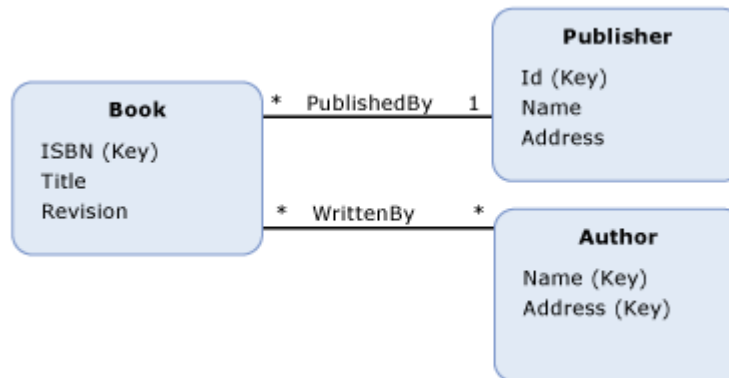 Book
ISBN (Key)
Title
Revision
* PublishedBy 1
* WrittenBy *
Publisher
Id (Key)
Name
Address
Author
Name (Key)
Address (Key)